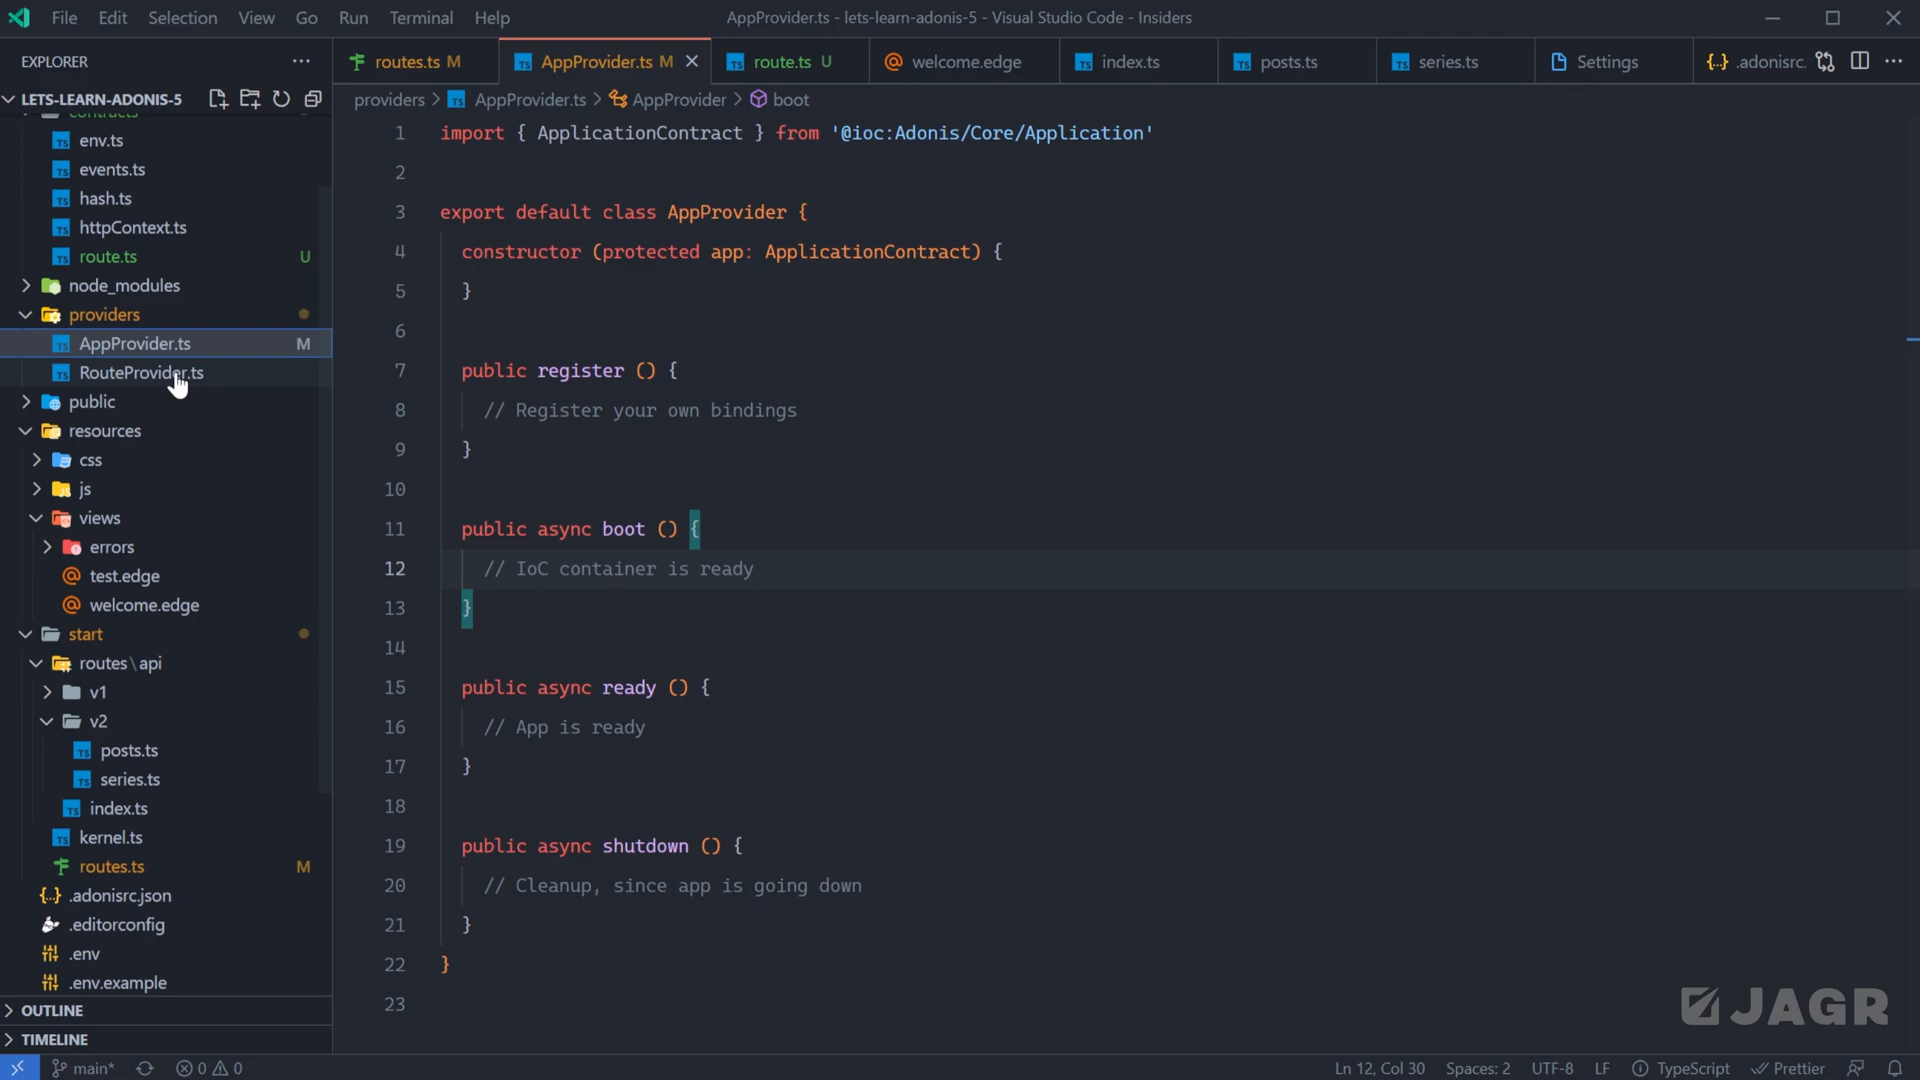 File Edit Selection View Go Run Terminal Help
AppProvider.ts - lets-learn-adonis-5 - Visual Studio Code - Insiders
EXPLORER
routes.ts M
AppProvider.ts M
route.ts U
welcome.edge
index.ts
posts.ts
series.ts
Settings
{..} .adonisrc.
LETS-LEARN-ADONIS-5
contracts
env.ts
events.ts
hash.ts
httpContext.ts
route.ts U
node_modules
providers
AppProvider.ts M
RouteProvider.ts
public
resources
css
js
views
errors
test.edge
welcome.edge
start
routes\api
v1
v2
posts.ts
series.ts
index.ts
kernel.ts
routes.ts M
{..} .adonisrc.json
.editorconfig
.env
.env.example
OUTLINE
TIMELINE
providers > AppProvider.ts > AppProvider > boot
1 import { ApplicationContract } from '@ioc:Adonis/Core/Application'
2
3 export default class AppProvider {
4 constructor (protected app: ApplicationContract) {
5 }
6
7 public register () {
8 // Register your own bindings
9 }
10
11 public async boot () {
12 // IoC container is ready
13 }
14
15 public async ready () {
16 // App is ready
17 }
18
19 public async shutdown () {
20 // Cleanup, since app is going down
21 }
22 }
23
JAGR
main* 0 0 Ln 12, Col 30 Spaces: 2 UTF-8 LF TypeScript Prettier